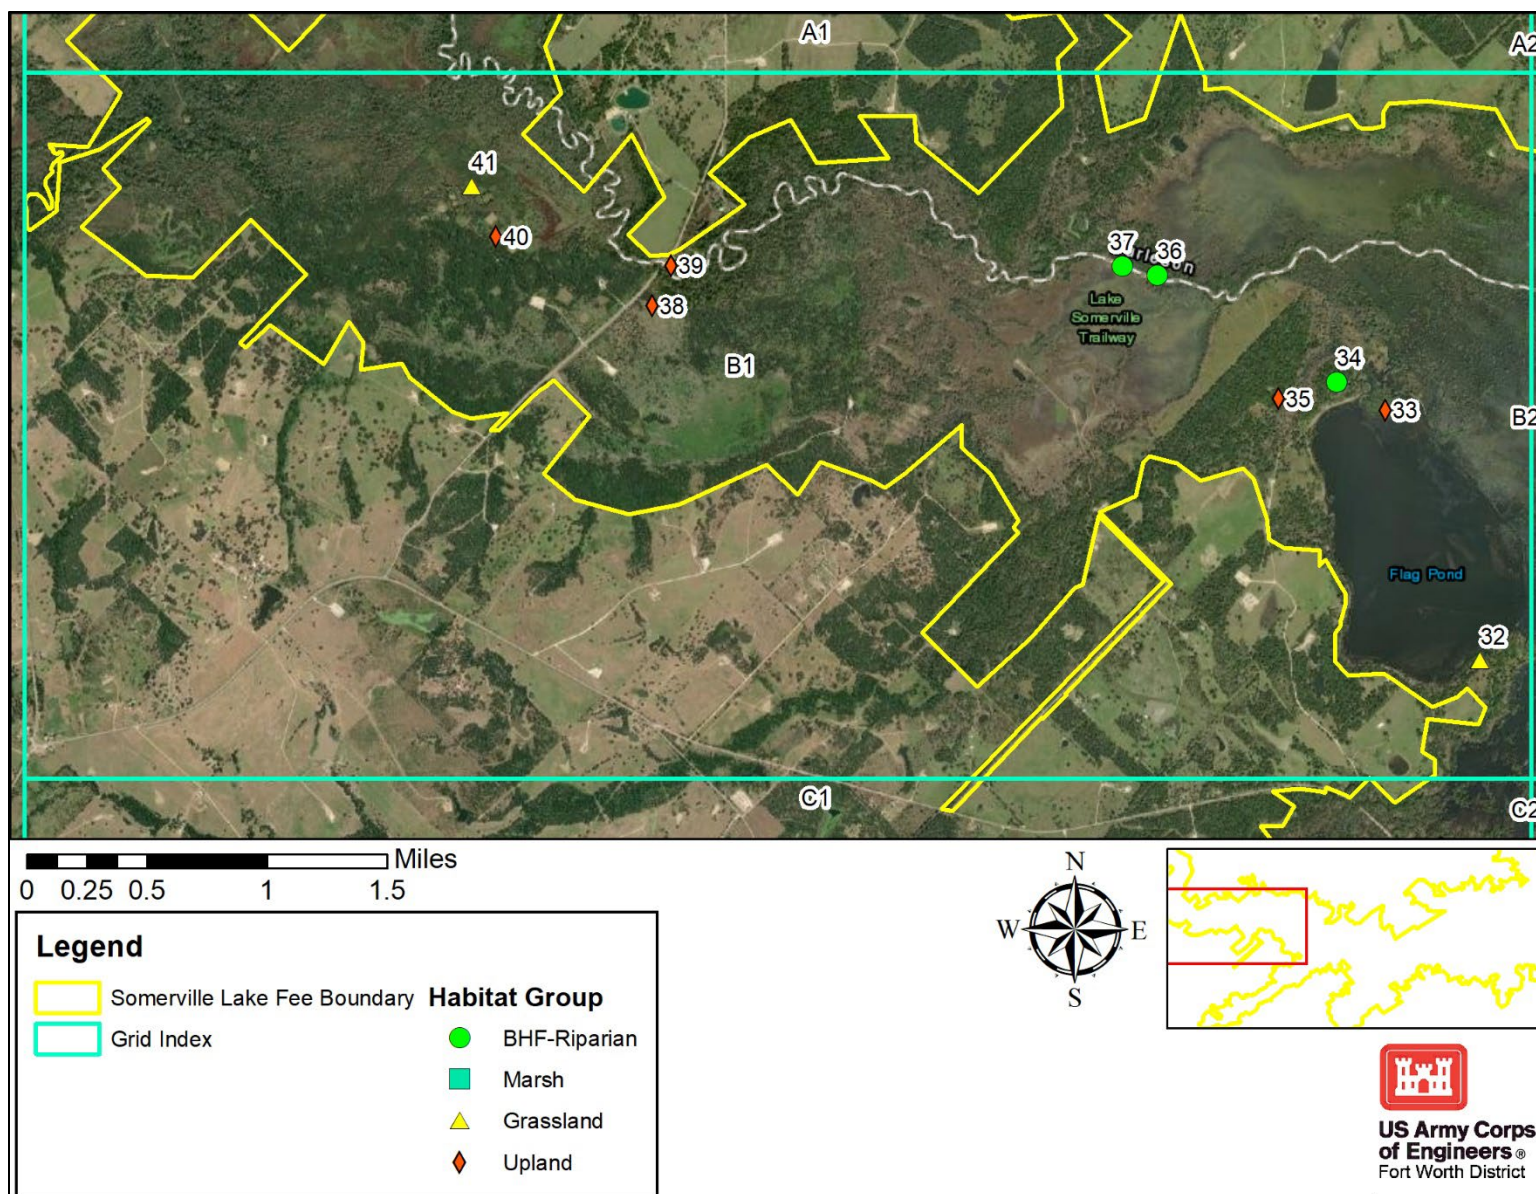 A1
A2
41
40
39
38
37
36
Lake
Somerville
Trailway
B1
34
35
33
B2
Flag Pond
32
C1
C2
0 0.25 0.5 1 1.5 Miles
N
W E
S
Legend
Somerville Lake Fee Boundary
Grid Index
Habitat Group
BHF-Riparian
Marsh
Grassland
Upland
US Army Corps
of Engineers ®
Fort Worth District